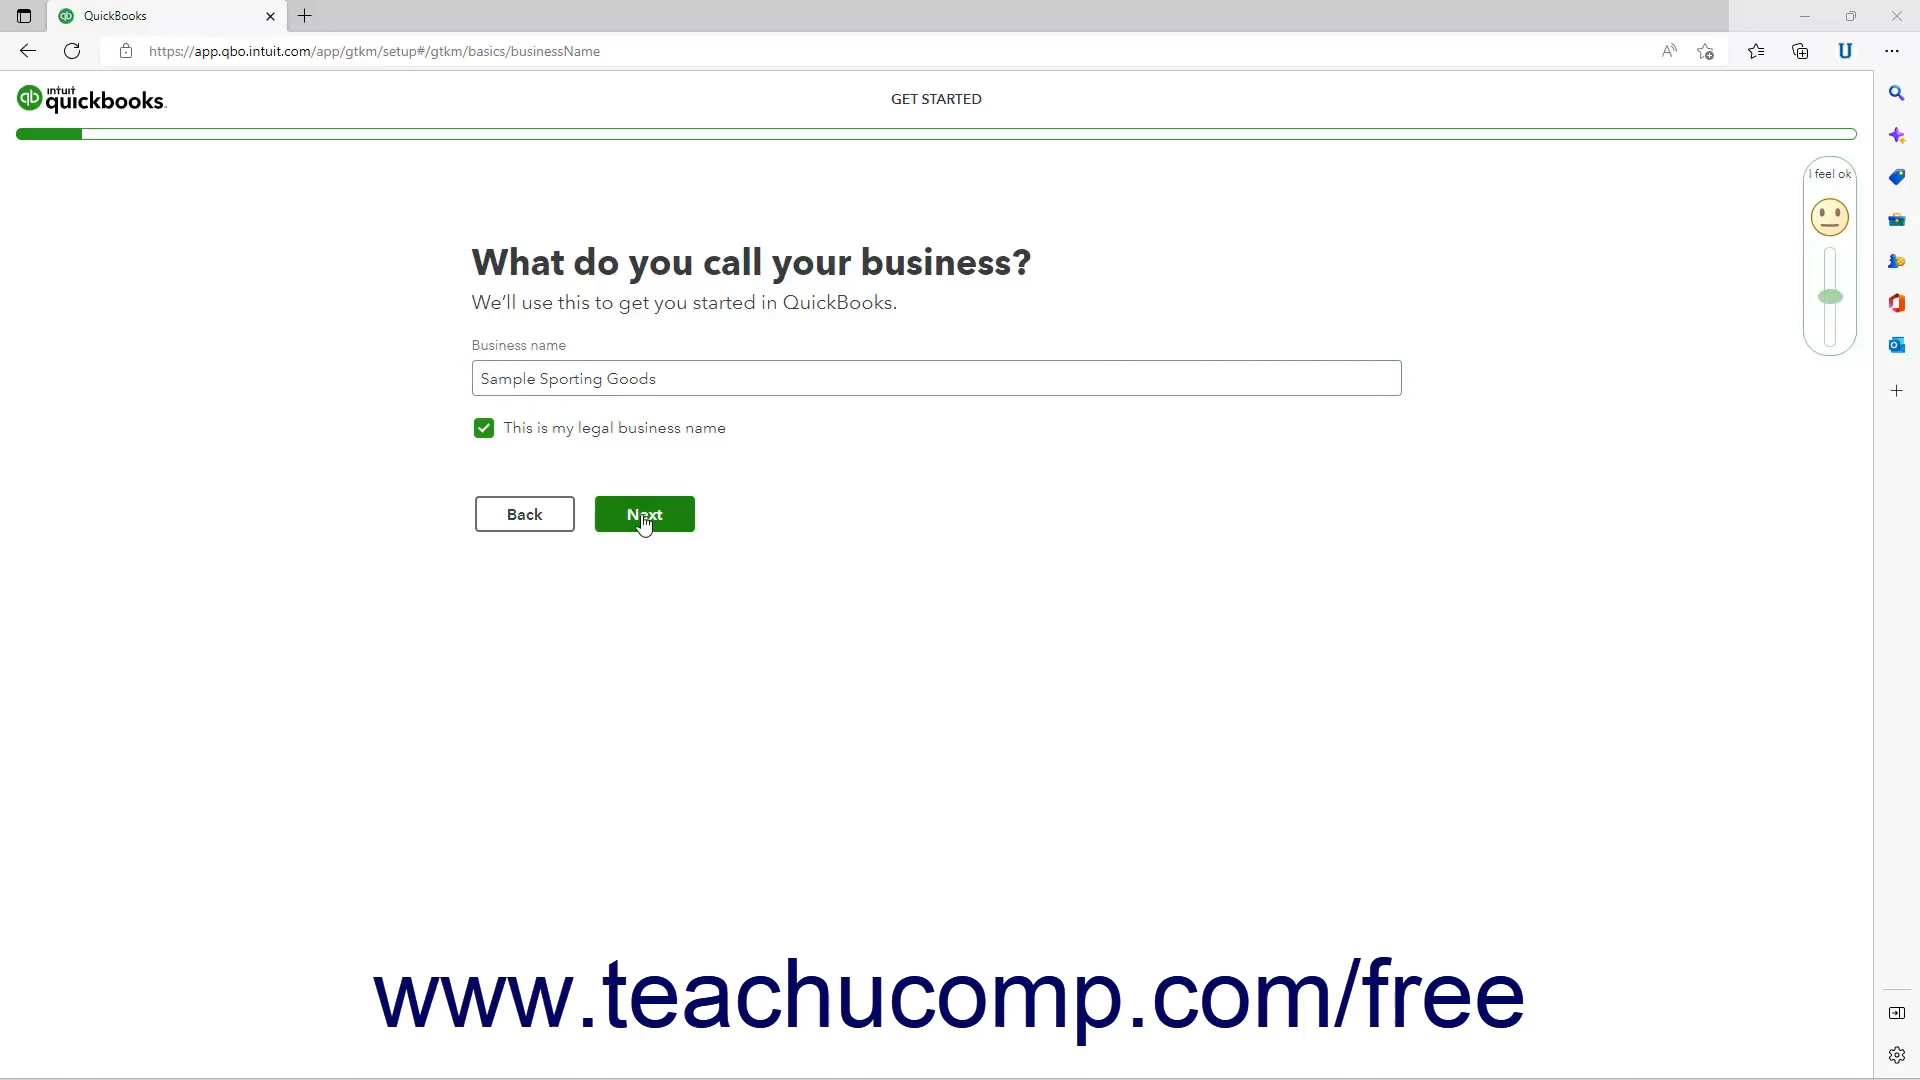 QuickBooks
https://app.qbo.intuit.com/app/gtkm/setup#/gtkm/basics/businessName
intuit
quickbooks.
GET STARTED
I feel ok
What do you call your business?
We'll use this to get you started in QuickBooks.
Business name
Sample Sporting Goods
This is my legal business name
Back
Next
www.teachucomp.com/free